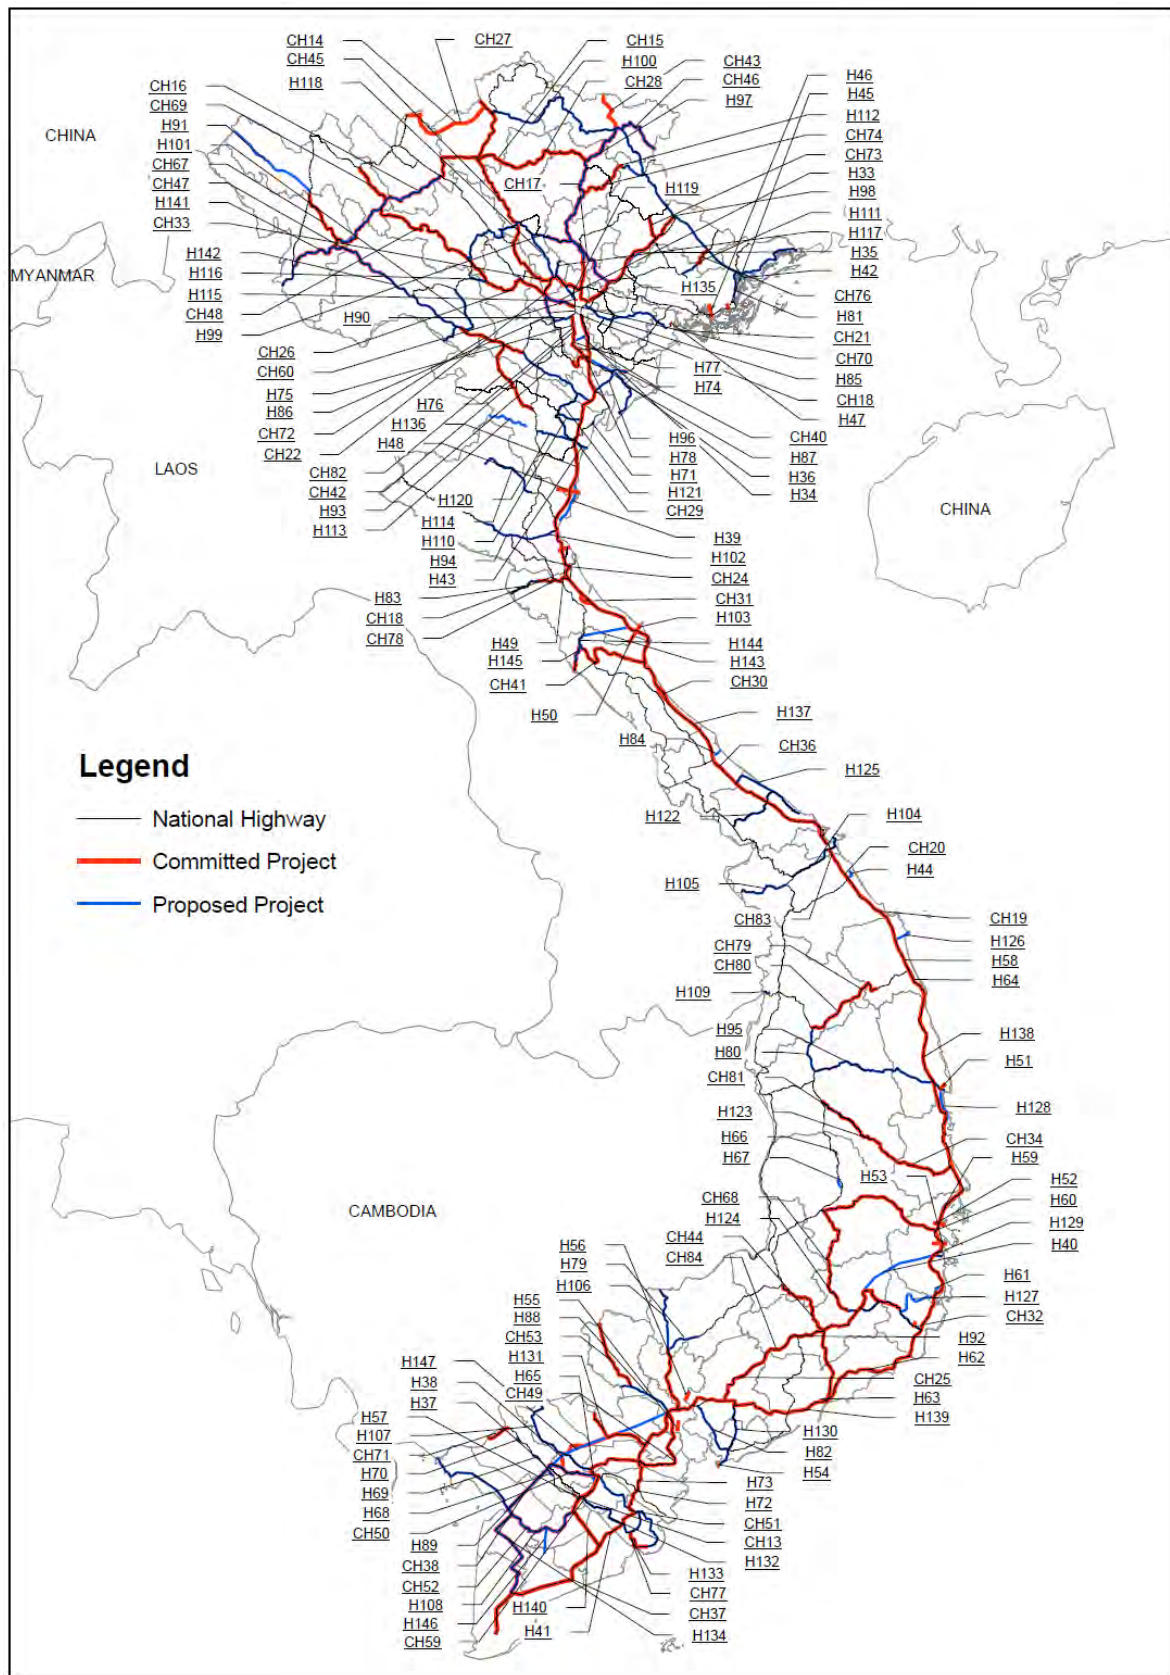 CH14
CH45
H118
CH27
CH15
H100
CH28
CH43
CH46
H97
H46
H45
H112
CH74
CH73
H33
H98
H111
H117
H35
H42
CH76
H81
CH21
CH70
H85
CH18
H47
CH16
CH69
H91
H101
CH67
CH47
H141
CH33
H142
H116
H115
CH48
H99
CHINA
MYANMAR
CH17
H119
H135
H90
CH26
CH60
H75
H86
CH72
CH22
H77
H74
H76
H136
H48
LAOS
CH82
CH42
H93
H113
H120
H114
H110
H94
H43
H96
H78
H71
H121
CH29
CH40
H87
H36
H34
CHINA
H39
H102
CH24
CH31
H103
H144
H143
CH30
H83
CH18
CH78
H49
H145
CH41
H50
H137
H84
CH36
H125
H122
H104
CH20
H44
H105
CH83
CH19
H126
H58
H64
CH79
CH80
H109
H95
H80
CH81
H138
H51
H128
H123
H66
H67
CH34
H59
H53
H52
H60
H129
H40
CH68
H124
CH44
CH84
H61
H127
CH32
H92
H62
CH25
H63
H139
Legend
National Highway
Committed Project
Proposed Project
CAMBODIA
H56
H79
H106
H55
H88
CH53
H131
H65
CH49
H147
H38
H37
H57
H107
CH71
H70
H69
H68
CH50
H89
CH38
CH52
H108
H146
CH59
H130
H82
H54
H73
H72
CH51
CH13
H132
H133
CH77
CH37
H134
H140
H41